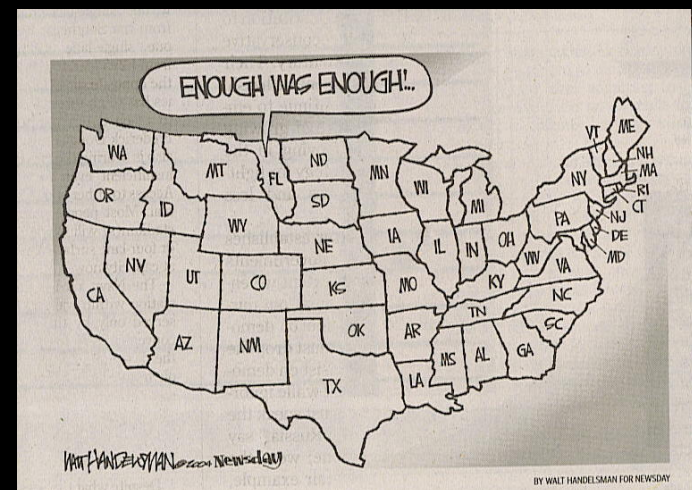 ENOUGH WAS ENOUGH!..
WA
OR
CA
ID
NV
MT
WY
UT
AZ
CO
NM
FL
ND
SD
NE
KS
OK
TX
MN
IA
MO
AR
LA
WI
IL
MI
IN
OH
KY
TN
MS
AL
GA
SC
NC
VA
WV
PA
NY
VT
ME
NH
MA
RI
CT
NJ
DE
MD
WALT HANDELSMAN © 2004 Newsday
BY WALT HANDELSMAN FOR NEWSDAY